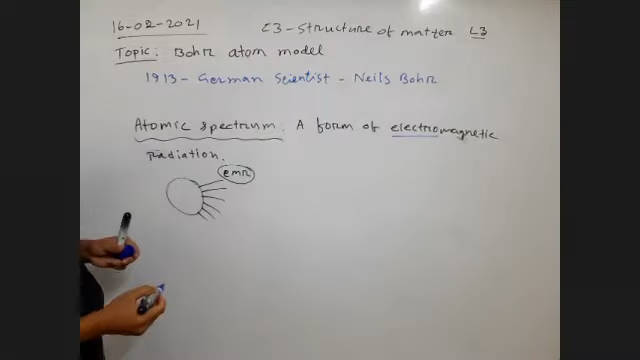 16-02-2021 C3-Structure of matter L3
Topic: Bohr atom model
1913- German Scientist - Neils Bohr
Atomic spectrum: A form of electromagnetic
radiation.
emr